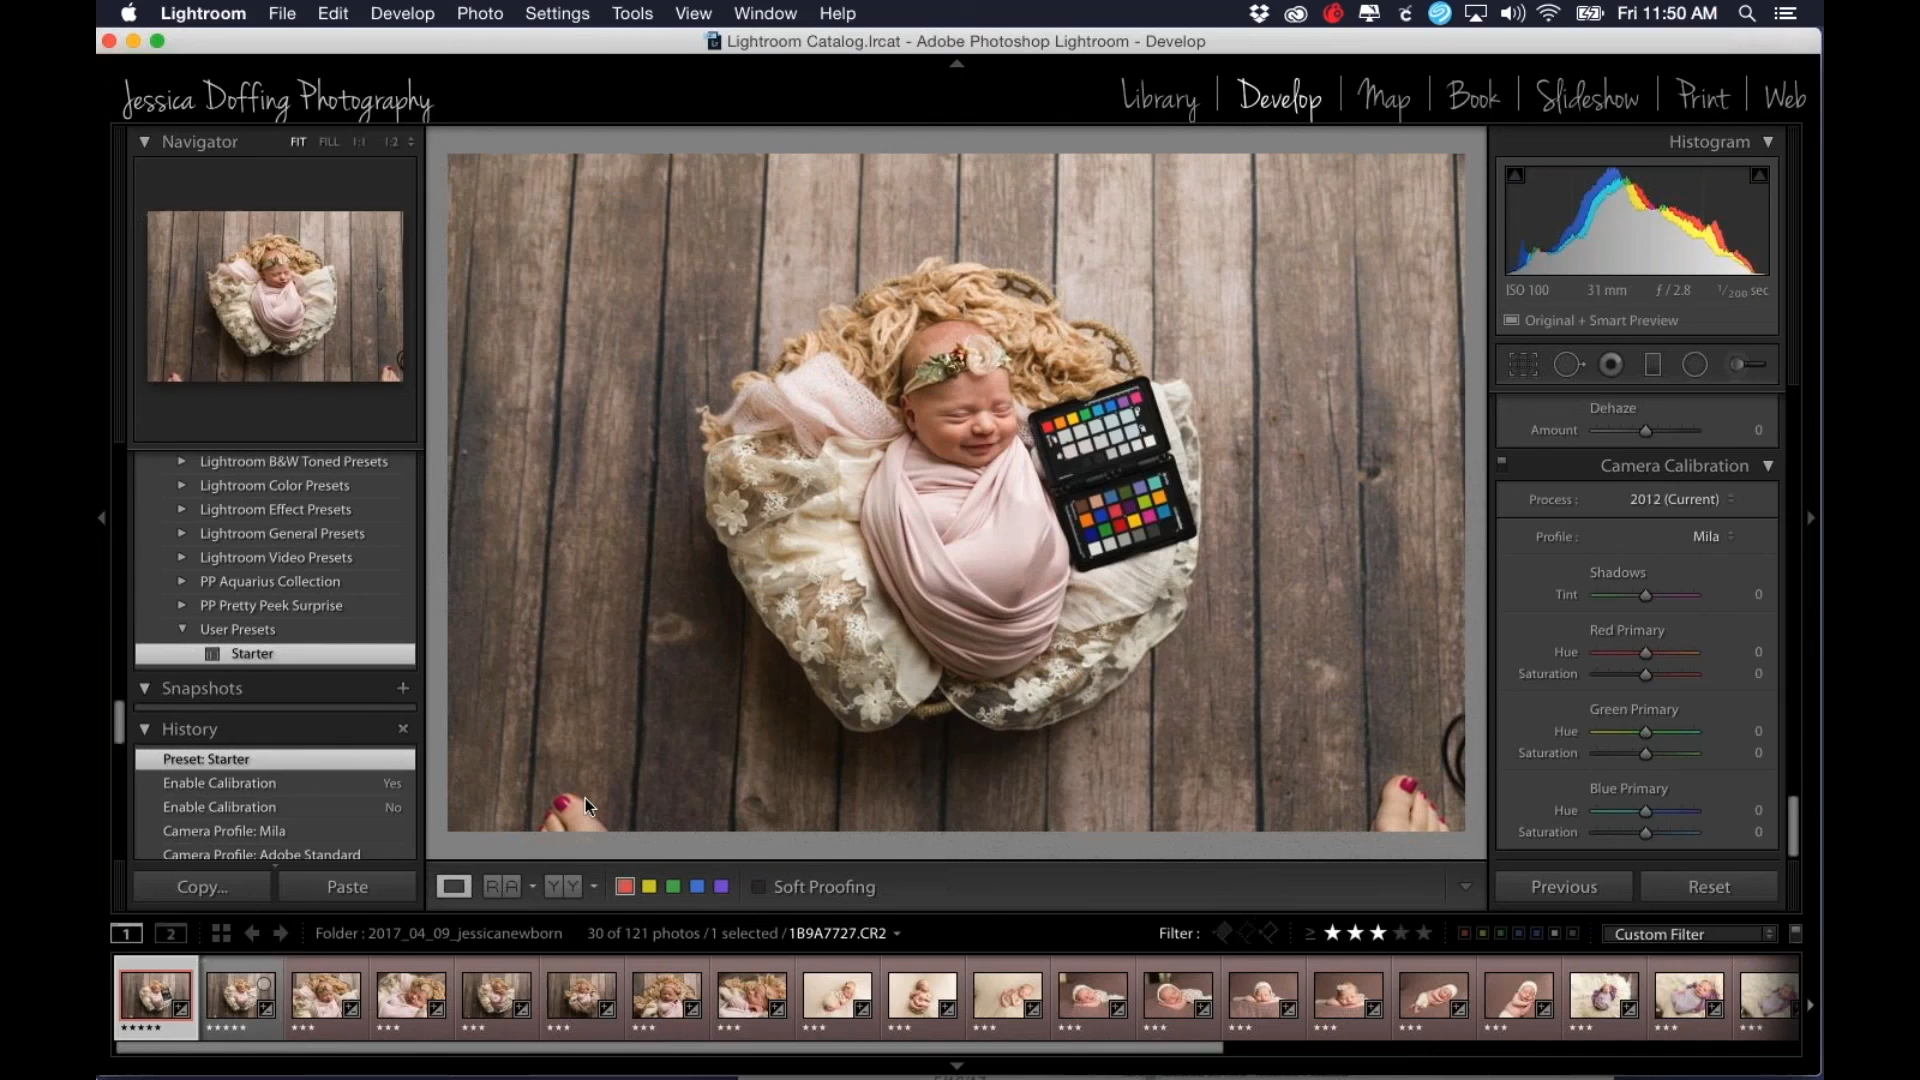 Lightroom File Edit Develop Photo Settings Tools View Window Help Fri 11:50 AM
Lightroom Catalog.lrcat - Adobe Photoshop Lightroom - Develop
Jessica Doffing Photography
Library | Develop | Map | Book | Slideshow | Print | Web
Navigator FIT FILL 1:1 1:2
Histogram
ISO 100 31 mm ƒ / 2.8 1/200 sec
Original + Smart Preview
Dehaze
Amount 0
Camera Calibration
Process : 2012 (Current)
Profile : Mila
Shadows
Tint 0
Red Primary
Hue 0
Saturation 0
Green Primary
Hue 0
Saturation 0
Blue Primary
Hue 0
Saturation 0
Previous Reset
Lightroom B&W Toned Presets
Lightroom Color Presets
Lightroom Effect Presets
Lightroom General Presets
Lightroom Video Presets
PP Aquarius Collection
PP Pretty Peek Surprise
User Presets
Starter
Snapshots +
History ×
Preset: Starter
Enable Calibration Yes
Enable Calibration No
Camera Profile: Mila
Camera Profile: Adobe Standard
Copy... Paste
R A Y Y Soft Proofing
1 2 Folder : 2017_04_09_jessicanewborn 30 of 121 photos / 1 selected / 1B9A7727.CR2 Filter : ≥ ★★★★★ Custom Filter